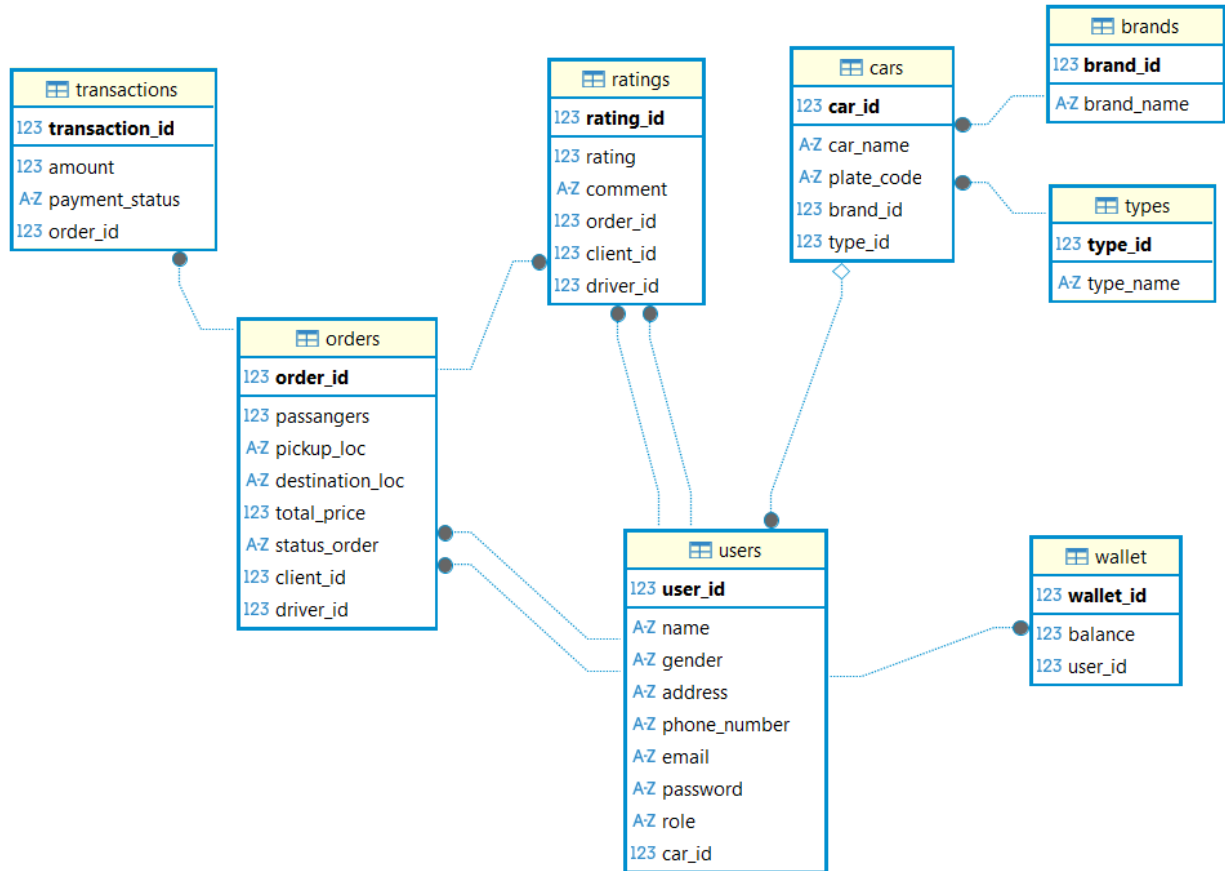 transactions
123 transaction_id
123 amount
A-Z payment_status
123 order_id
ratings
123 rating_id
123 rating
A-Z comment
123 order_id
123 client_id
123 driver_id
cars
123 car_id
A-Z car_name
A-Z plate_code
123 brand_id
123 type_id
brands
123 brand_id
A-Z brand_name
types
123 type_id
A-Z type_name
orders
123 order_id
123 passangers
A-Z pickup_loc
A-Z destination_loc
123 total_price
A-Z status_order
123 client_id
123 driver_id
users
123 user_id
A-Z name
A-Z gender
A-Z address
A-Z phone_number
A-Z email
A-Z password
A-Z role
123 car_id
wallet
123 wallet_id
123 balance
123 user_id